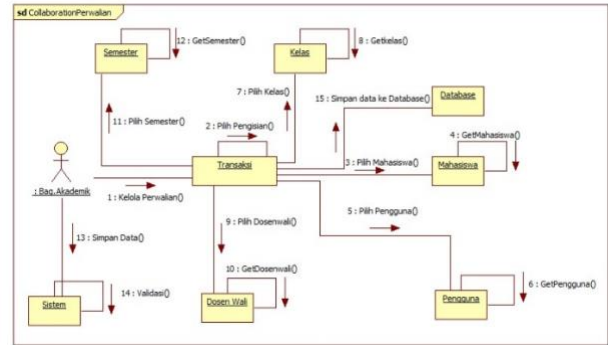 sd CollaborationPerwalian
12 : GetSemester()
8 : Getkelas()
Semester
Kelas
7 : Pilih Kelas()
15 : Simpan data ke Database()
Database
11 : Pilih Semester()
2 : Pilih Pengisian()
4 : GetMahasiswa()
Transaksi
3 : Pilih Mahasiswa()
Mahasiswa
: Bag.Akademik
1 : Kelola Perwalian()
5 : Pilih Pengguna()
9 : Pilih Dosenwali()
13 : Simpan Data()
10 : GetDosenwali()
6 : GetPengguna()
14 : Validasi()
Sistem
Dosen Wali
Pengguna